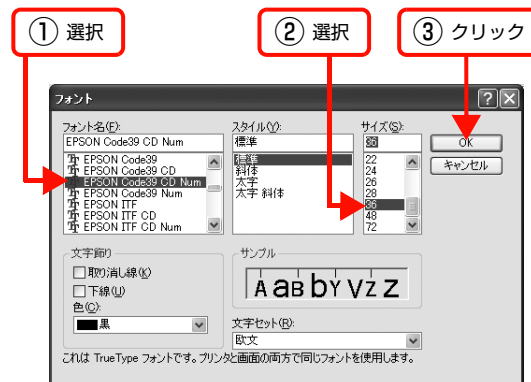 ① 選択
② 選択
③ クリック
フォント
フォント名(F):
スタイル(Y):
サイズ(S):
EPSON Code39 CD Num
標準
36
OK
キャンセル
EPSON Code39
EPSON Code39 CD
EPSON Code39 CD Num
EPSON Code39 Num
EPSON ITF
EPSON ITF CD
EPSON ITF CD Num
標準
斜体
太字
太字 斜体
22
24
26
28
36
48
72
文字飾り
取り消し線(K)
下線(U)
色(C):
黒
サンプル
AaBbYyZz
文字セット(R):
欧文
これは TrueType フォントです。プリンタと画面の両方で同じフォントを使用します。